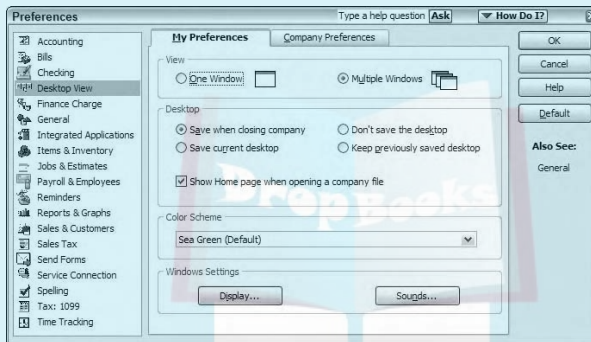 Preferences
Type a help question Ask
How Do I?
Accounting
Bills
Checking
Desktop View
Finance Charge
General
Integrated Applications
Items & Inventory
Jobs & Estimates
Payroll & Employees
Reminders
Reports & Graphs
Sales & Customers
Sales Tax
Send Forms
Service Connection
Spelling
Tax: 1099
Time Tracking
My Preferences
Company Preferences
View
One Window
Multiple Windows
Desktop
Save when closing company
Don't save the desktop
Save current desktop
Keep previously saved desktop
Show Home page when opening a company file
Color Scheme
Sea Green (Default)
Windows Settings
Display...
Sounds...
OK
Cancel
Help
Default
Also See:
General
DropBooks